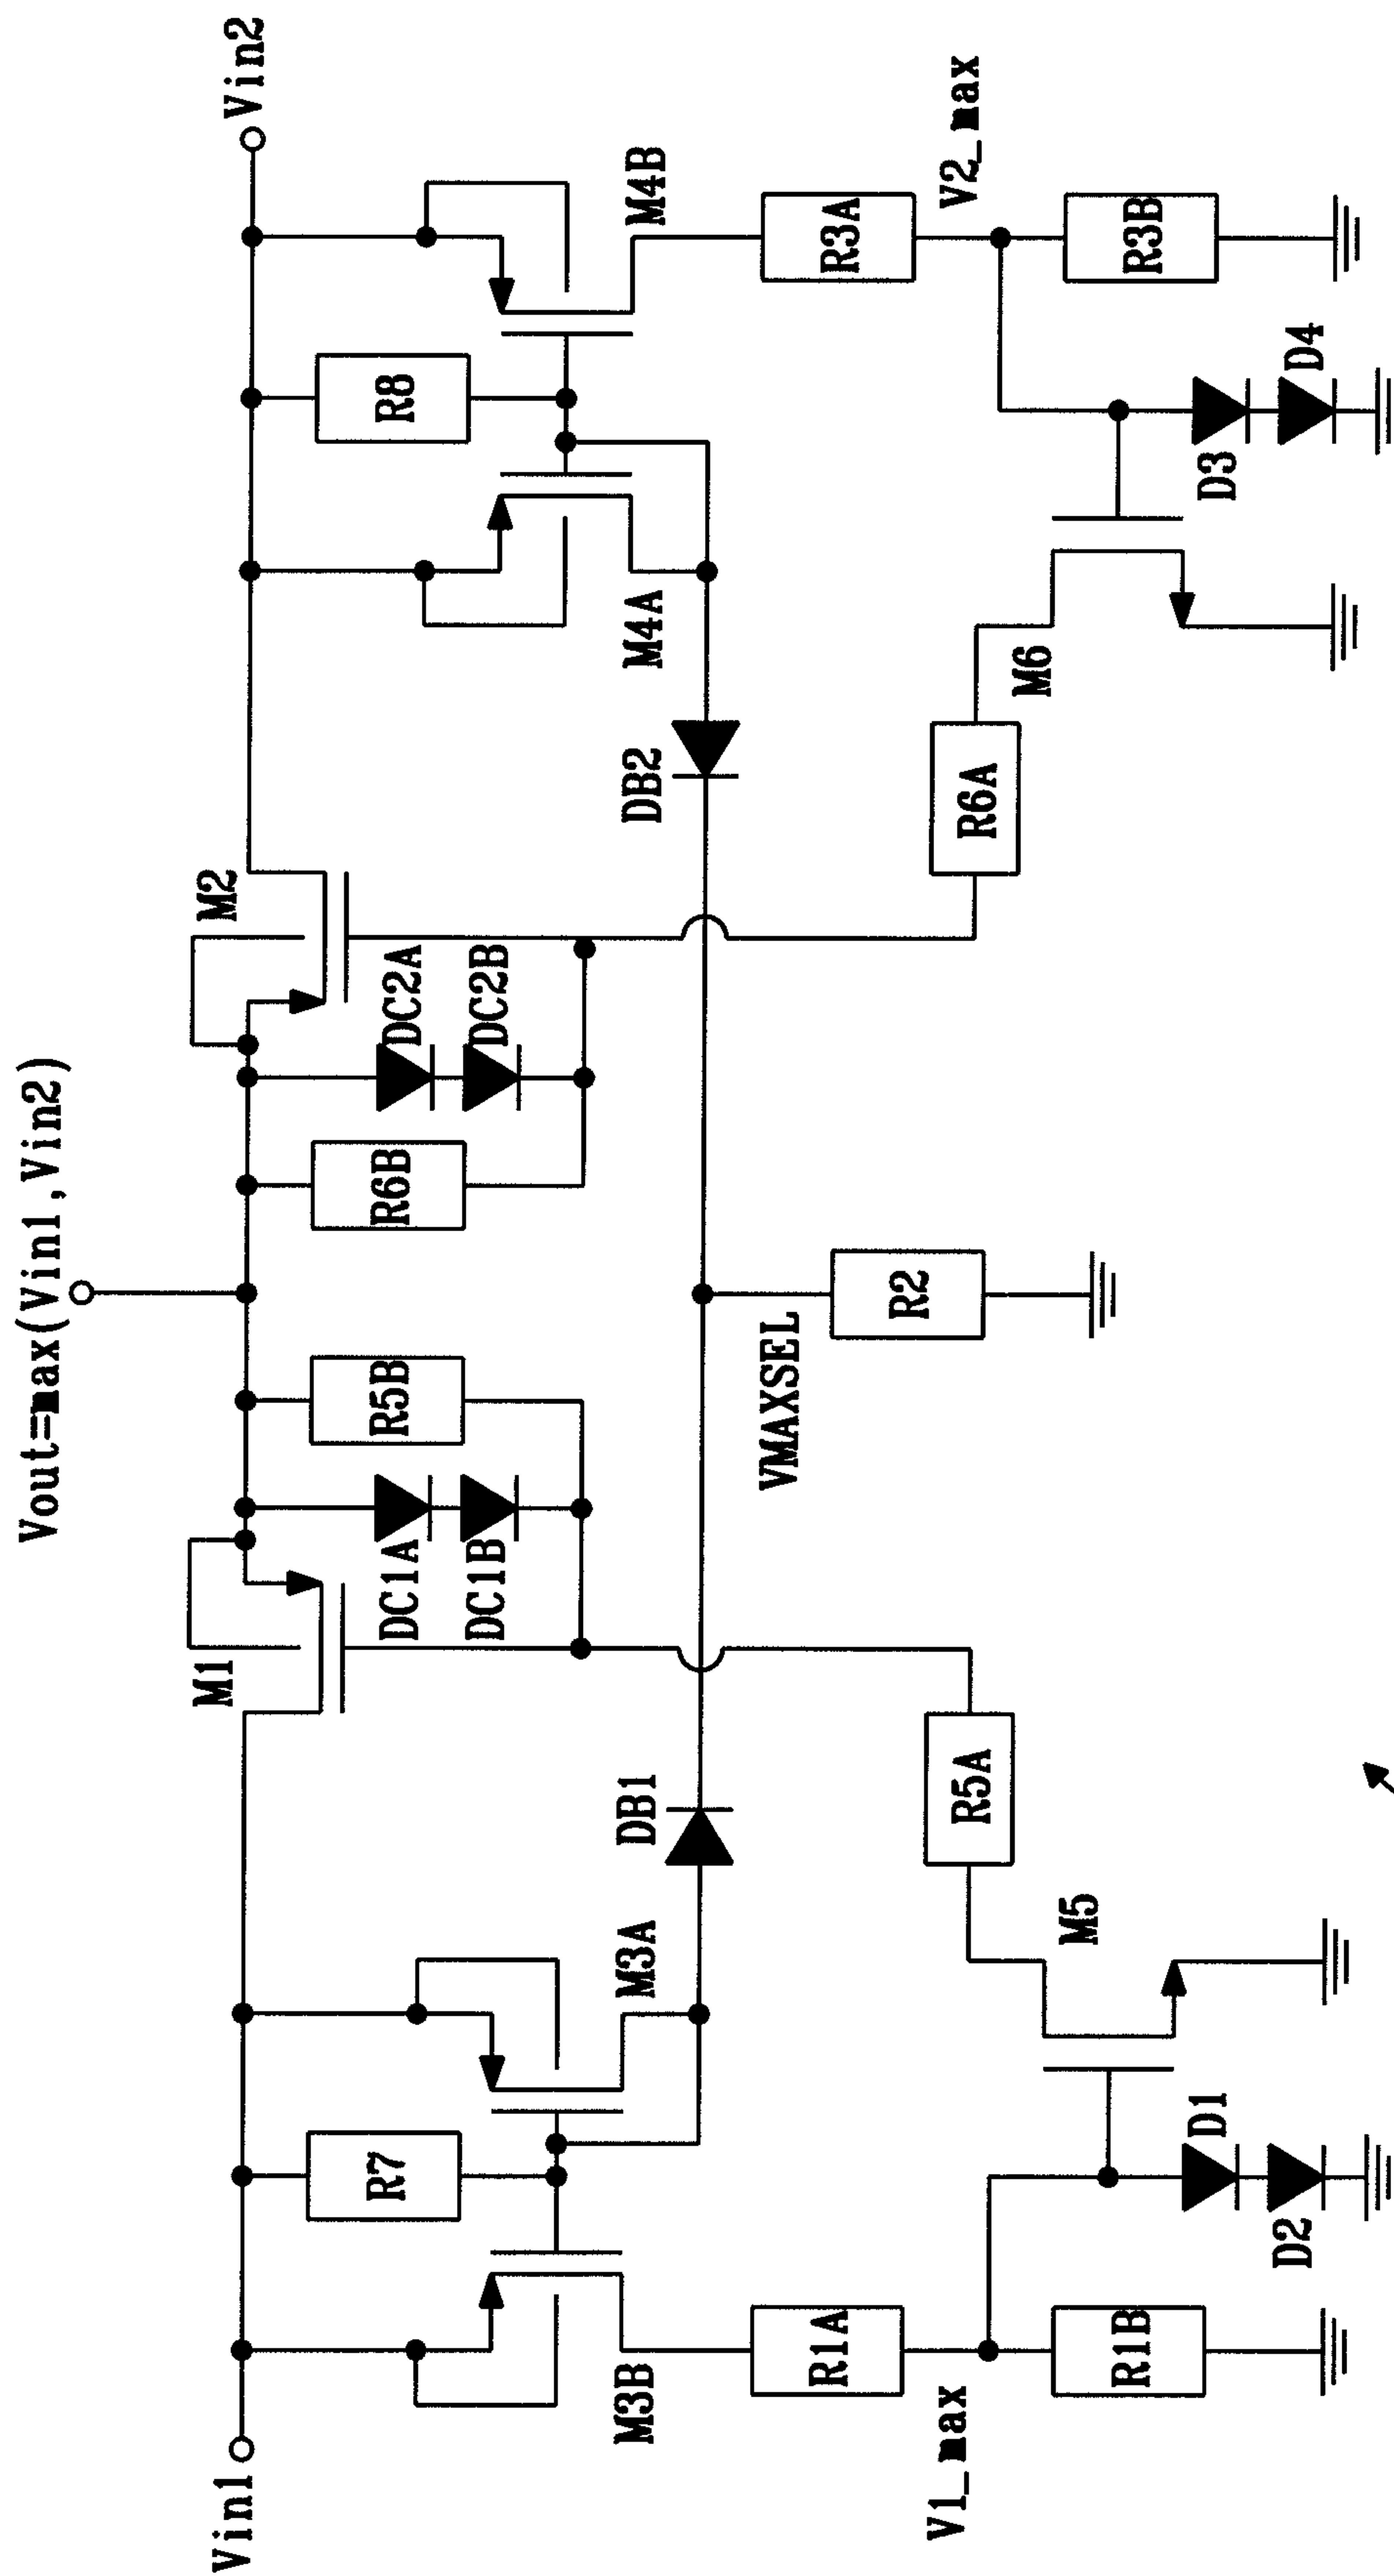 Vout=max(Vin1,Vin2)
Vin1
Vin2
M1
M2
R7
R8
R5B
R6B
DC1A
DC1B
DC2A
DC2B
M3B
M3A
DB1
DB2
M4A
M4B
VMAXSEL
R2
R1A
R5A
R6A
R3A
V1_max
V2_max
M5
M6
R1B
D1
D2
D3
D4
R3B